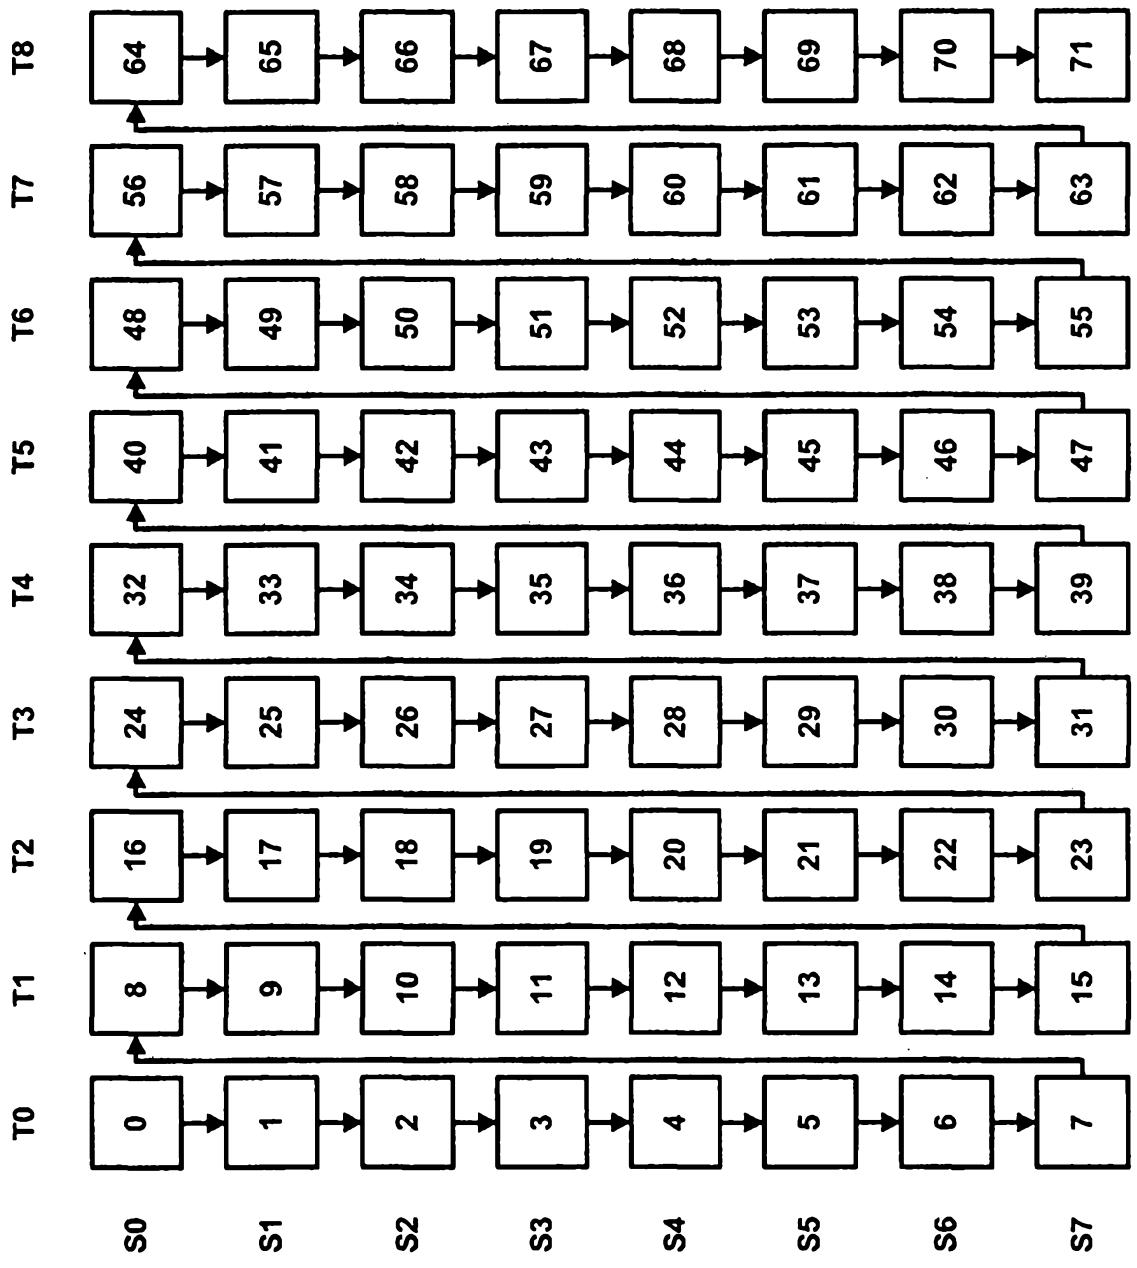 T0 T1 T2 T3 T4 T5 T6 T7 T8
S0 0 8 16 24 32 40 48 56 64
S1 1 9 17 25 33 41 49 57 65
S2 2 10 18 26 34 42 50 58 66
S3 3 11 19 27 35 43 51 59 67
S4 4 12 20 28 36 44 52 60 68
S5 5 13 21 29 37 45 53 61 69
S6 6 14 22 30 38 46 54 62 70
S7 7 15 23 31 39 47 55 63 71